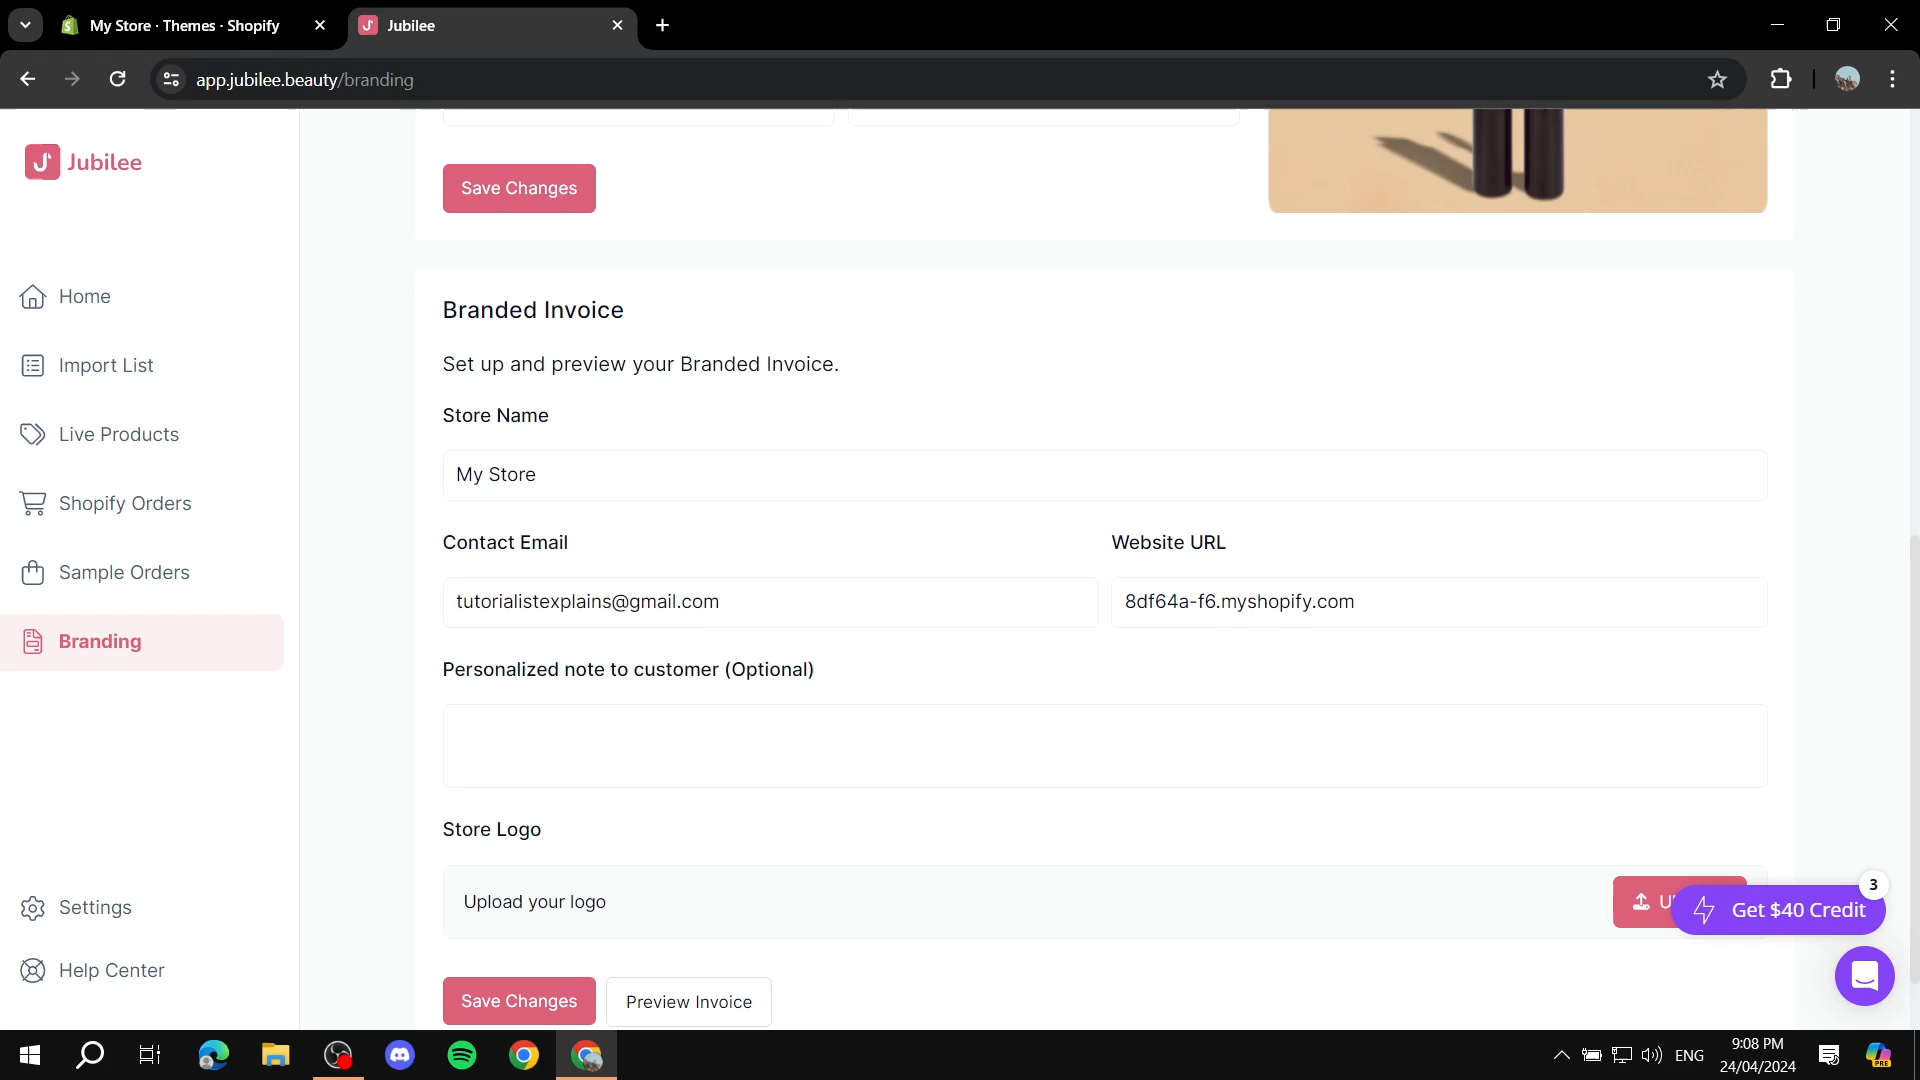 My Store · Themes · Shopify
Jubilee
app.jubilee.beauty/branding
Jubilee
Save Changes
Home
Import List
Live Products
Shopify Orders
Sample Orders
Branding
Settings
Help Center
Branded Invoice
Set up and preview your Branded Invoice.
Store Name
My Store
Contact Email
Website URL
tutorialistexplains@gmail.com
8df64a-f6.myshopify.com
Personalized note to customer (Optional)
Store Logo
Upload your logo
3
Get $40 Credit
Save Changes
Preview Invoice
ENG
9:08 PM
24/04/2024
PRE